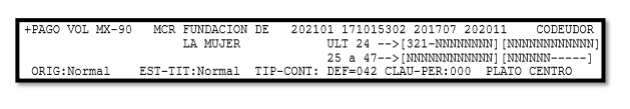 +PAGO VOL MX-90 MCR FUNDACION DE 202101 171015302 201707 202011 CODEUDOR
LA MUJER ULT 24 -->[321-NNNNNNNN][NNNNNNNNNNNN]
25 a 47-->[NNNNNNNNNNNN][NNNNNN-----]
ORIG:Normal EST-TIT:Normal TIP-CONT: DEF=042 CLAU-PER:000 PLATO CENTRO